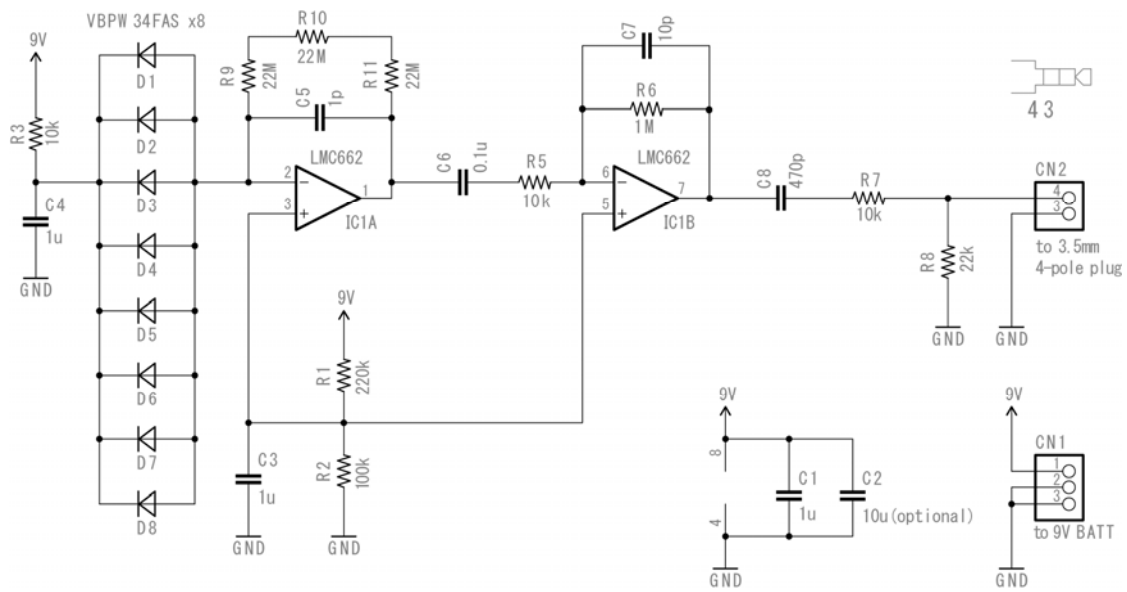 VBPW 34FAS x8
9V
R3
10k
C4
1u
GND
D1
D2
D3
D4
D5
D6
D7
D8
R10
22M
R9
22M
R11
22M
C5
1p
LMC662
2
3
1
IC1A
C6
0.1u
R5
10k
C7
10p
R6
1M
LMC662
6
5
7
IC1B
C8
470p
R7
10k
R8
22k
GND
43
CN2
4
3
to 3.5mm
4-pole plug
GND
9V
R1
220k
R2
100k
GND
C3
1u
GND
9V
8
4
C1
1u
C2
10u(optional)
GND
9V
CN1
1
2
3
to 9V BATT
GND